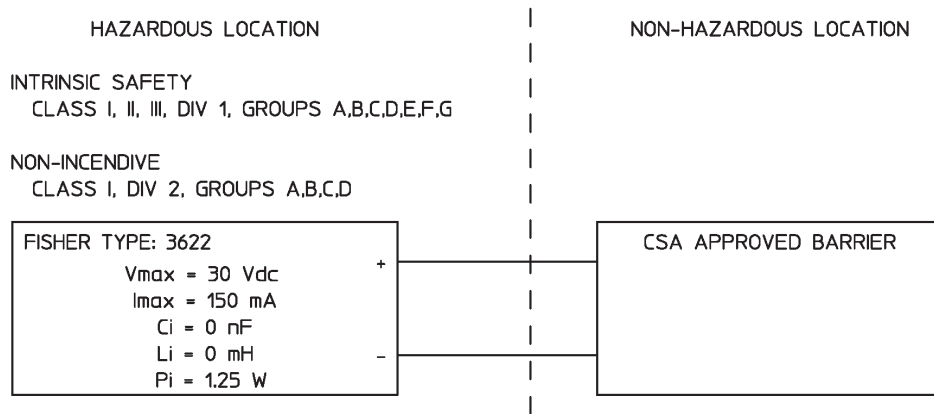 HAZARDOUS LOCATION
NON-HAZARDOUS LOCATION
INTRINSIC SAFETY
CLASS I, II, III, DIV 1, GROUPS A,B,C,D,E,F,G
NON-INCENDIVE
CLASS I, DIV 2, GROUPS A,B,C,D
FISHER TYPE: 3622
Vmax = 30 Vdc
Imax = 150 mA
Ci = 0 nF
Li = 0 mH
Pi = 1.25 W
+
-
CSA APPROVED BARRIER